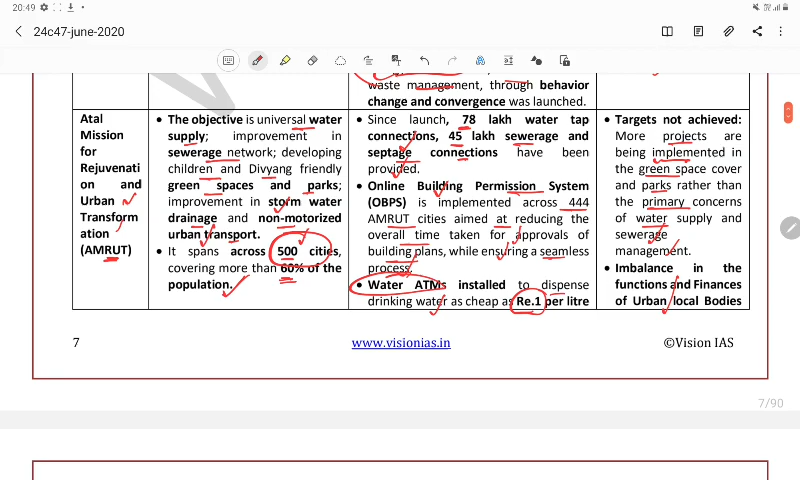 20:49
24c47-june-2020
waste management, through behavior
change and convergence was launched.
Atal
Mission
for
Rejuvenati
on and
Urban
Transform
ation
(AMRUT)
• The objective is universal water
supply; improvement in
sewerage network; developing
children and Divyang friendly
green spaces and parks;
improvement in storm water
drainage and non-motorized
urban transport.
• It spans across 500 cities,
covering more than 60% of the
population.
• Since launch, 78 lakh water tap
connections, 45 lakh sewerage and
septage connections have been
provided.
• Online Building Permission System
(OBPS) is implemented across 444
AMRUT cities aimed at reducing the
overall time taken for approvals of
building plans, while ensuring a seamless
process.
• Water ATMs installed to dispense
drinking water as cheap as Re.1 per litre
• Targets not achieved:
More projects are
being implemented in
the green space cover
and parks rather than
the primary concerns
of water supply and
sewerage
management.
• Imbalance in the
functions and Finances
of Urban local Bodies
7
www.visionias.in
©Vision IAS
7/90